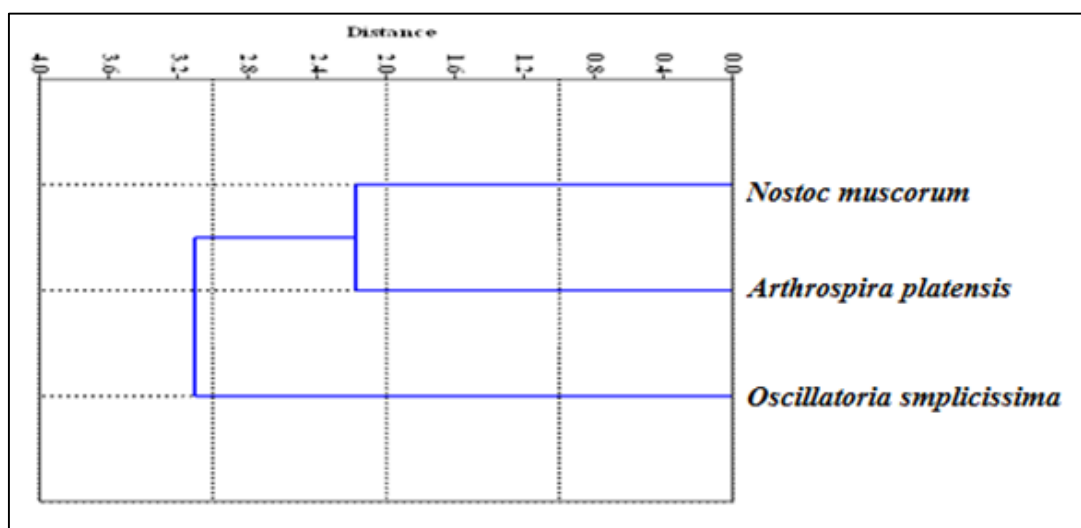 Distance
4.0 3.6 3.2 2.8 2.4 2.0 1.6 1.2 0.8 0.4 0.0
Nostoc muscorum
Arthrospira platensis
Oscillatoria smplicissima